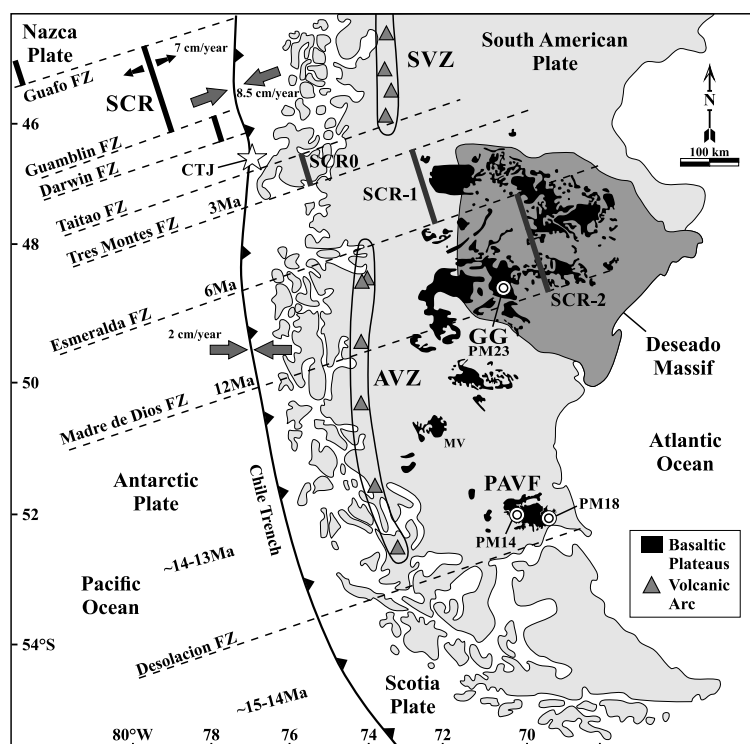 Nazca
Plate
7 cm/year
Guafo FZ
SCR
8.5 cm/year
SVZ
South American
Plate
N
100 km
46
Guamblin FZ
Darwin FZ
CTJ
SCR0
Taitao FZ
3Ma
SCR-1
Tres Montes FZ
48
6Ma
SCR-2
Esmeralda FZ
2 cm/year
GG
PM23
Deseado
Massif
50
12Ma
AVZ
Madre de Dios FZ
MV
Atlantic
Ocean
Antarctic
Plate
Chile Trench
PAVF
PM18
PM14
52
~14-13Ma
Basaltic
Plateaus
Volcanic
Arc
Pacific
Ocean
54°S
Desolacion FZ
Scotia
Plate
~15-14Ma
80°W
78
76
74
72
70